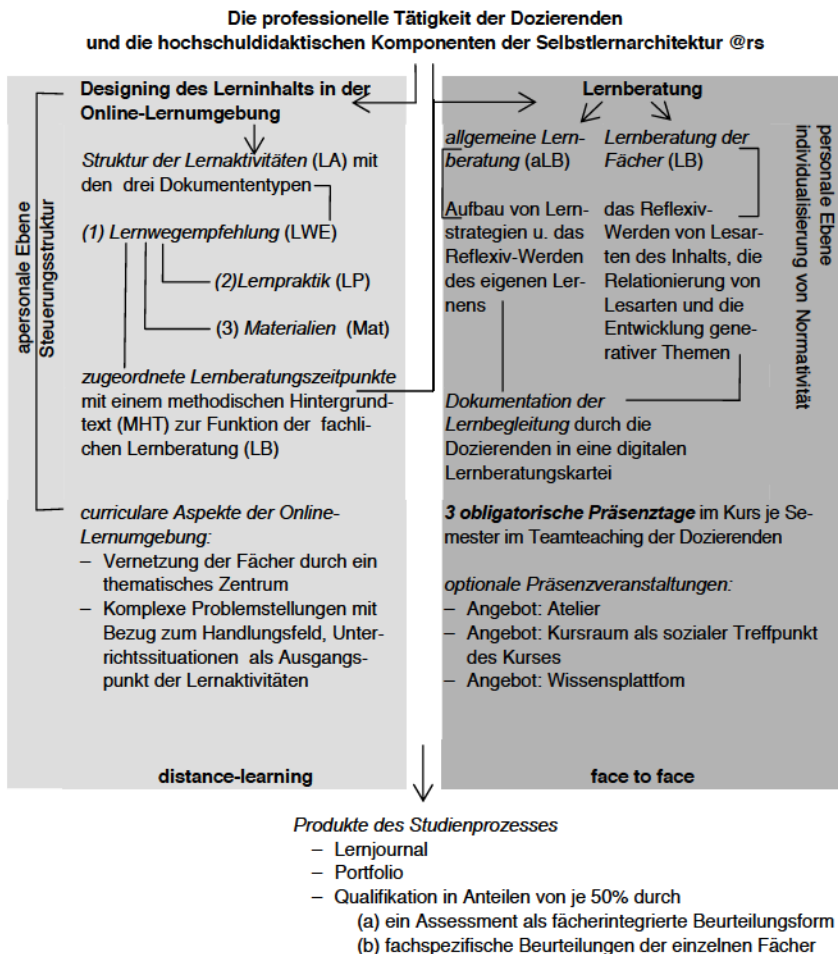 Die professionelle Tätigkeit der Dozierenden
und die hochschuldidaktischen Komponenten der Selbstlernarchitektur @rs
apersonale Ebene
Steuerungsstruktur
Designing des Lerninhalts in der
Online-Lernumgebung
Struktur der Lernaktivitäten (LA) mit
den drei Dokumententypen
(1) Lernwegempfehlung (LWE)
(2)Lernpraktik (LP)
(3) Materialien (Mat)
zugeordnete Lernberatungszeitpunkte
mit einem methodischen Hintergrund-
text (MHT) zur Funktion der fachli-
chen Lernberatung (LB)
curriculare Aspekte der Online-
Lernumgebung:
– Vernetzung der Fächer durch ein
thematisches Zentrum
– Komplexe Problemstellungen mit
Bezug zum Handlungsfeld, Unter-
richtssituationen als Ausgangs-
punkt der Lernaktivitäten
distance-learning
Lernberatung
allgemeine Lern-
beratung (aLB)
Aufbau von Lern-
strategien u. das
Reflexiv-Werden
des eigenen Ler-
nens
Lernberatung der
Fächer (LB)
das Reflexiv-
Werden von Lesar-
ten des Inhalts, die
Relationierung von
Lesarten und die
Entwicklung gene-
rativer Themen
Dokumentation der
Lernbegleitung durch die
Dozierenden in eine digitalen
Lernberatungskartei
3 obligatorische Präsenztage im Kurs je Se-
mester im Teamteaching der Dozierenden
optionale Präsenzveranstaltungen:
– Angebot: Atelier
– Angebot: Kursraum als sozialer Treffpunkt
des Kurses
– Angebot: Wissensplattfom
face to face
personale Ebene
individualisierung von Normativität
Produkte des Studienprozesses
– Lernjournal
– Portfolio
– Qualifikation in Anteilen von je 50% durch
(a) ein Assessment als fächerintegrierte Beurteilungsform
(b) fachspezifische Beurteilungen der einzelnen Fächer